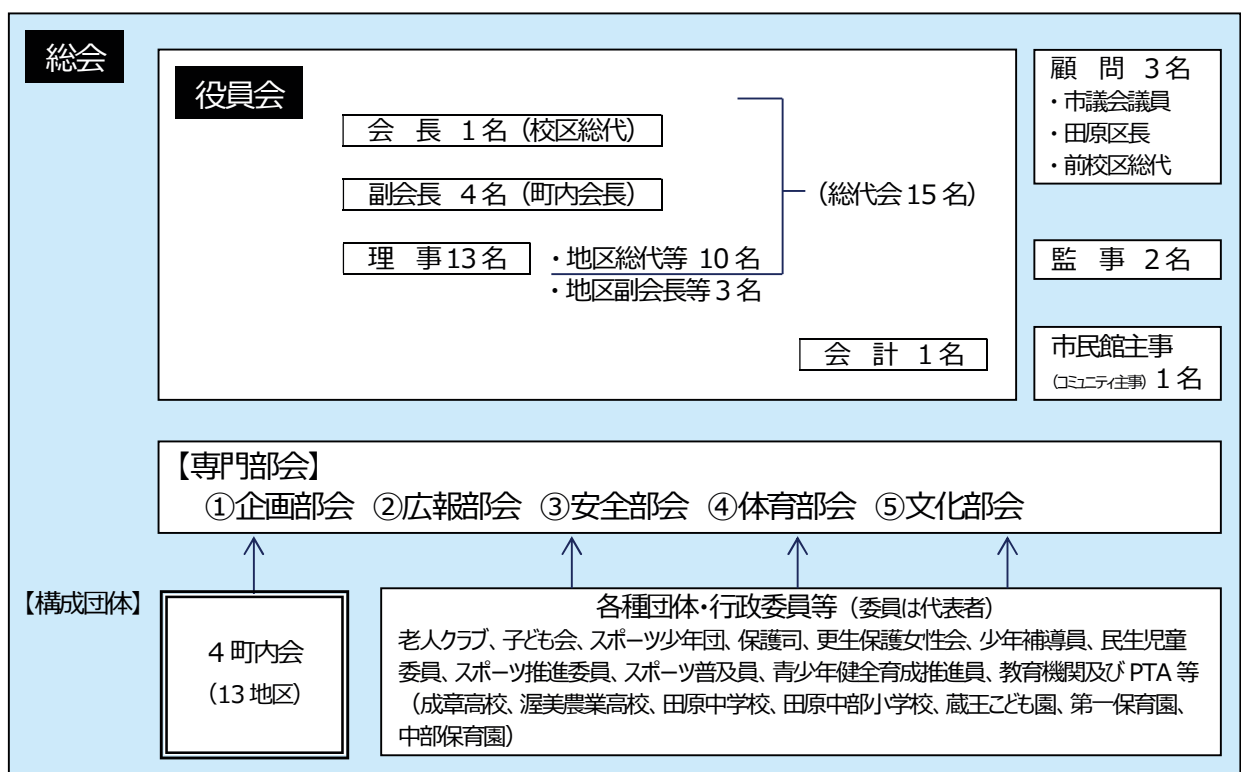 総会
役員会
会 長 1名（校区総代）
副会長 4名（町内会長）
理 事13名
・地区総代等 10名
・地区副会長等3名
（総代会15名）
会 計 1名
顧 問 3名
・市議会議員
・田原区長
・前校区総代
監 事 2名
市民館主事
（コミュニティ主事）1名
【専門部会】
①企画部会 ②広報部会 ③安全部会 ④体育部会 ⑤文化部会
【構成団体】
4町内会
（13地区）
各種団体・行政委員等（委員は代表者）
老人クラブ、子ども会、スポーツ少年団、保護司、更生保護女性会、少年補導員、民生児童
委員、スポーツ推進委員、スポーツ普及員、青少年健全育成推進員、教育機関及びPTA等
（成章高校、渥美農業高校、田原中学校、田原中部小学校、蔵王こども園、第一保育園、
中部保育園）